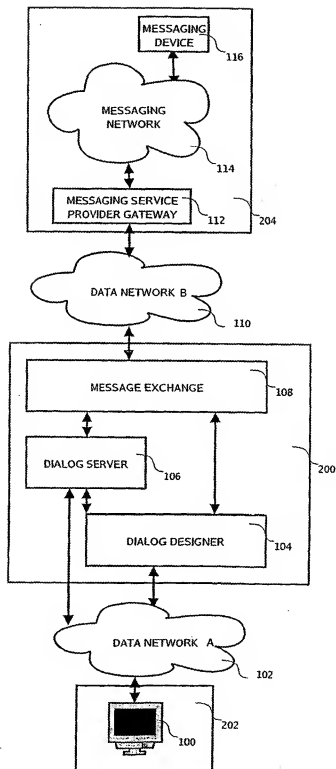 MESSAGING
DEVICE
116
MESSAGING
NETWORK
114
MESSAGING SERVICE
PROVIDER GATEWAY
112
204
DATA NETWORK B
110
MESSAGE EXCHANGE
108
DIALOG SERVER
106
200
DIALOG DESIGNER
104
DATA NETWORK A
102
202
100